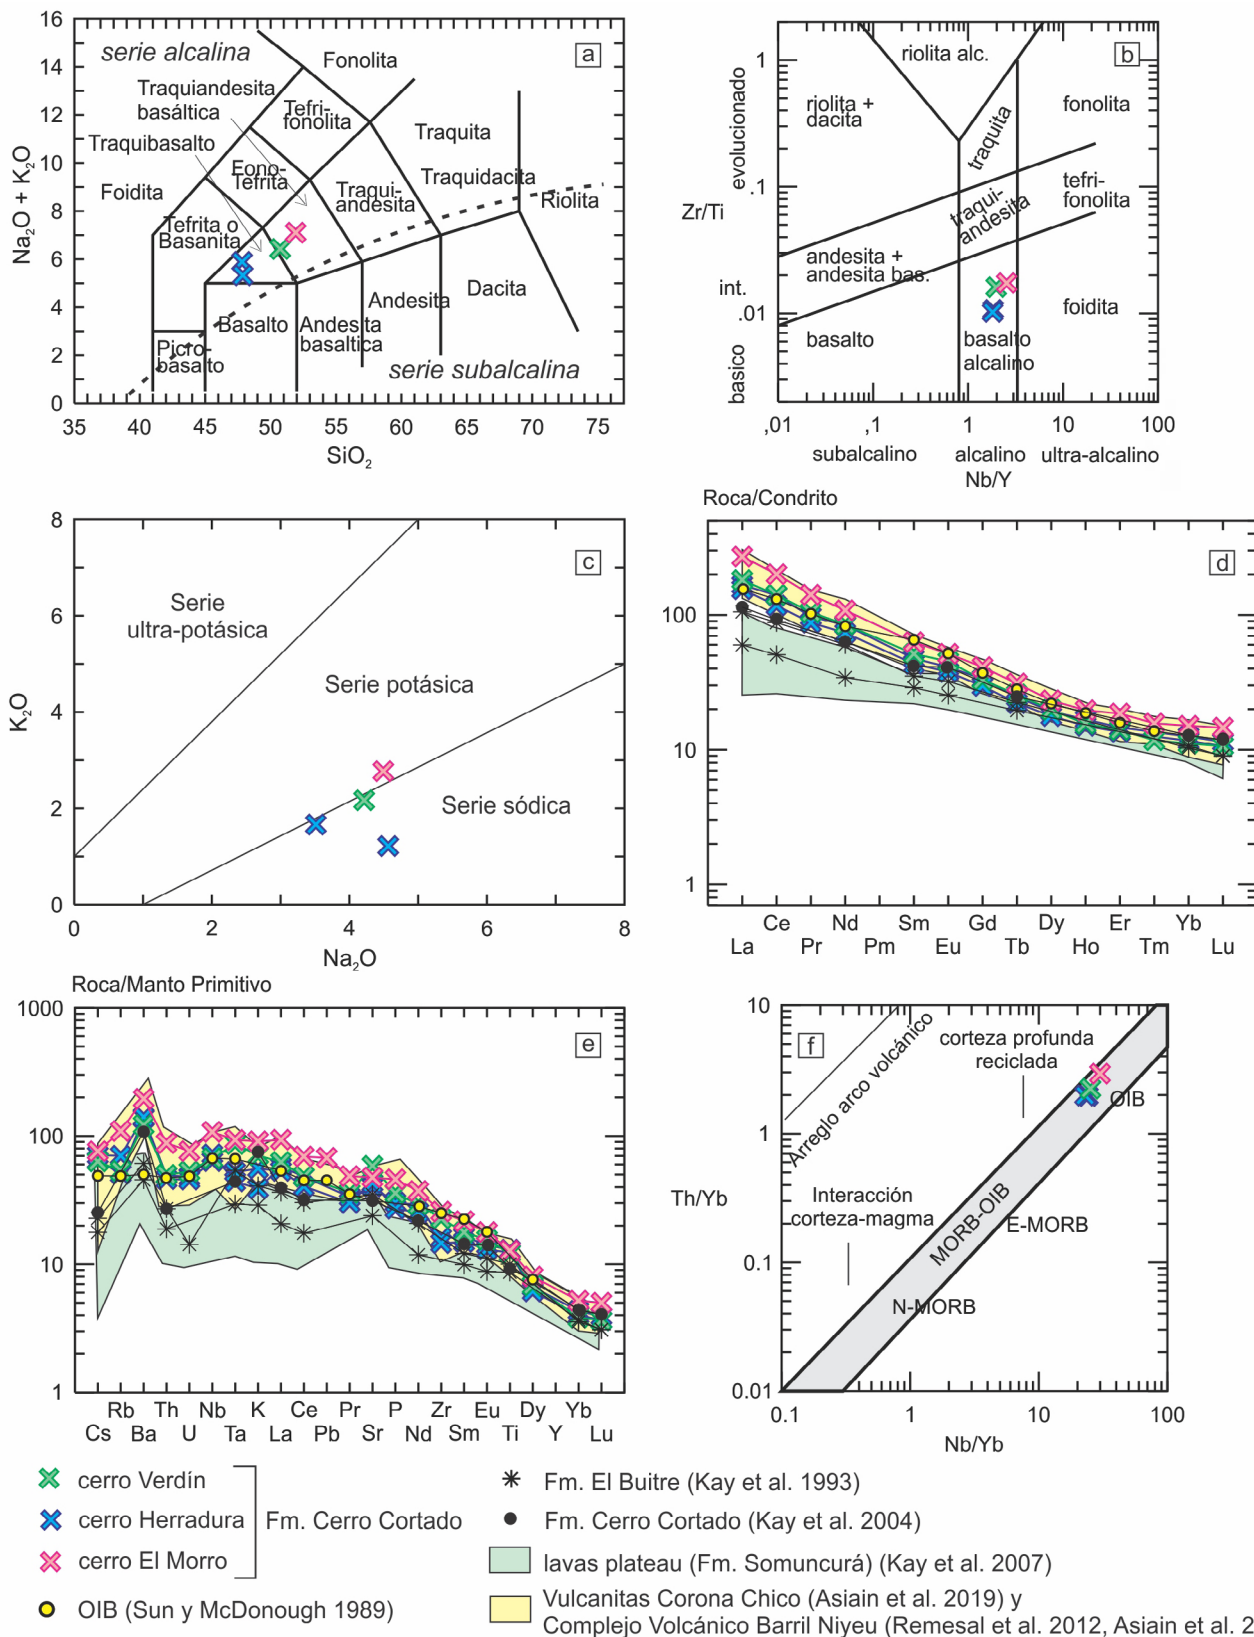 a
serie alcalina
Fonolita
Traquiandesita
basáltica
Tefri-
fonolita
Traquibasalto
Traquita
Fono-
Tefrita
Traquidacita
Foidita
Traqui-
andesita
Riolita
Tefrita o
Basanita
Basalto
Andesita
basaltica
Andesita
Dacita
Picro-
basalto
serie subalcalina
Na₂O + K₂O
16
14
12
10
8
6
4
2
0
35 45 50 55 60 65 70 75
SiO₂
b
riolita alc.
riolita +
dacita
traquita
fonolita
traqui-
andesita
tefri-
fonolita
andesita +
andesita bas.
basalto
basalto
alcalino
foidita
evolucionado
int.
basico
Zr/Ti
1
0.1
.01
,01 ,1 1 10 100
subalcalino alcalino ultra-alcalino
Nb/Y
c
Serie
ultra-potásica
Serie potásica
Serie sódica
K₂O
8
6
4
2
0
0 2 4 6 8
Na₂O
Roca/Condrito
d
100
10
1
Ce Nd Sm Gd Dy Er Yb
La Pr Pm Eu Tb Ho Tm Lu
Roca/Manto Primitivo
e
1000
100
10
1
Rb Th Nb K Ce Pr P Zr Eu Dy Yb
Cs Ba U Ta La Pb Sr Nd Sm Ti Y Lu
f
Arreglo arco volcánico
corteza profunda
reciclada
OIB
Interacción
corteza-magma
MORB-OIB
E-MORB
N-MORB
Th/Yb
10
1
0.1
0.01
0.1 1 10 100
Nb/Yb
cerro Verdín
cerro Herradura
cerro El Morro
Fm. Cerro Cortado
OIB (Sun y McDonough 1989)
Fm. El Buitre (Kay et al. 1993)
Fm. Cerro Cortado (Kay et al. 2004)
lavas plateau (Fm. Somuncurá) (Kay et al. 2007)
Vulcanitas Corona Chico (Asiain et al. 2019) y
Complejo Volcánico Barril Niyeu (Remesal et al. 2012, Asiain et al. 2